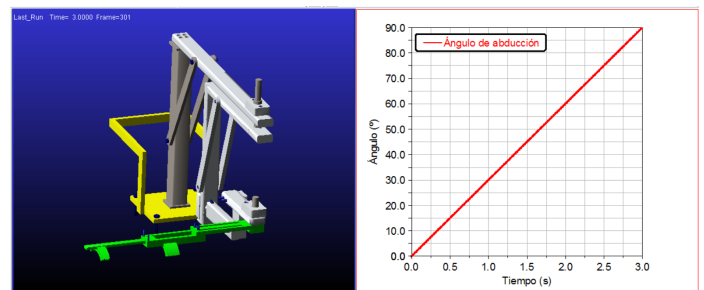 Last_Run Time= 3.0000 Frame=301
Ángulo de abducción
Ángulo (º)
90.0
80.0
70.0
60.0
50.0
40.0
30.0
20.0
10.0
0.0
0.0 0.5 1.0 1.5 2.0 2.5 3.0
Tiempo (s)